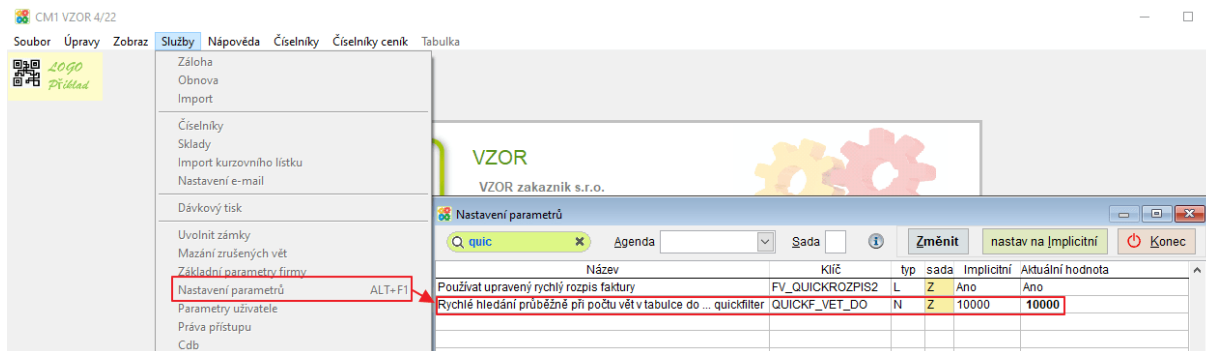 CM1 VZOR 4/22
Soubor Úpravy Zobraz Služby Nápověda Číselníky Číselníky ceník Tabulka
LOGO
Příklad
Záloha
Obnova
Import
Číselníky
Sklady
Import kurzovního lístku
Nastavení e-mail
Dávkový tisk
Uvolnit zámky
Mazání zrušených vět
Základní parametry firmy
Nastavení parametrů ALT+F1
Parametry uživatele
Práva přístupu
Cdb
VZOR
VZOR zakaznik s.r.o.
Nastavení parametrů
quic Agenda Sada Změnit nastav na Implicitní Konec
Název Klíč typ sada Implicitní Aktuální hodnota
Používat upravený rychlý rozpis faktury FV_QUICKROZPIS2 L Z Ano Ano
Rychlé hledání průběžně při počtu vět v tabulce do ... quickfilter QUICKF_VET_DO N Z 10000 10000